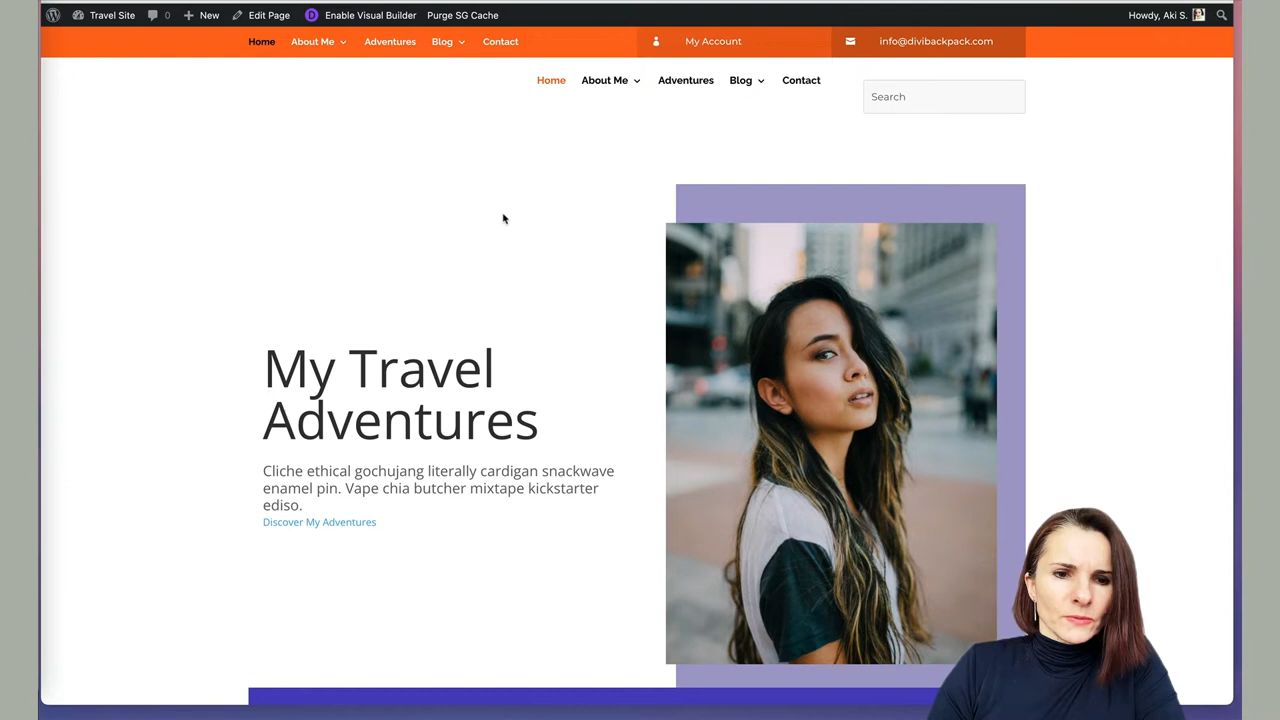 Travel Site 0 New Edit Page Enable Visual Builder Purge SG Cache Howdy, Aki S.
Home About Me Adventures Blog Contact My Account info@divibackpack.com
Home About Me Adventures Blog Contact Search
My Travel
Adventures
Cliche ethical gochujang literally cardigan snackwave
enamel pin. Vape chia butcher mixtape kickstarter
ediso.
Discover My Adventures